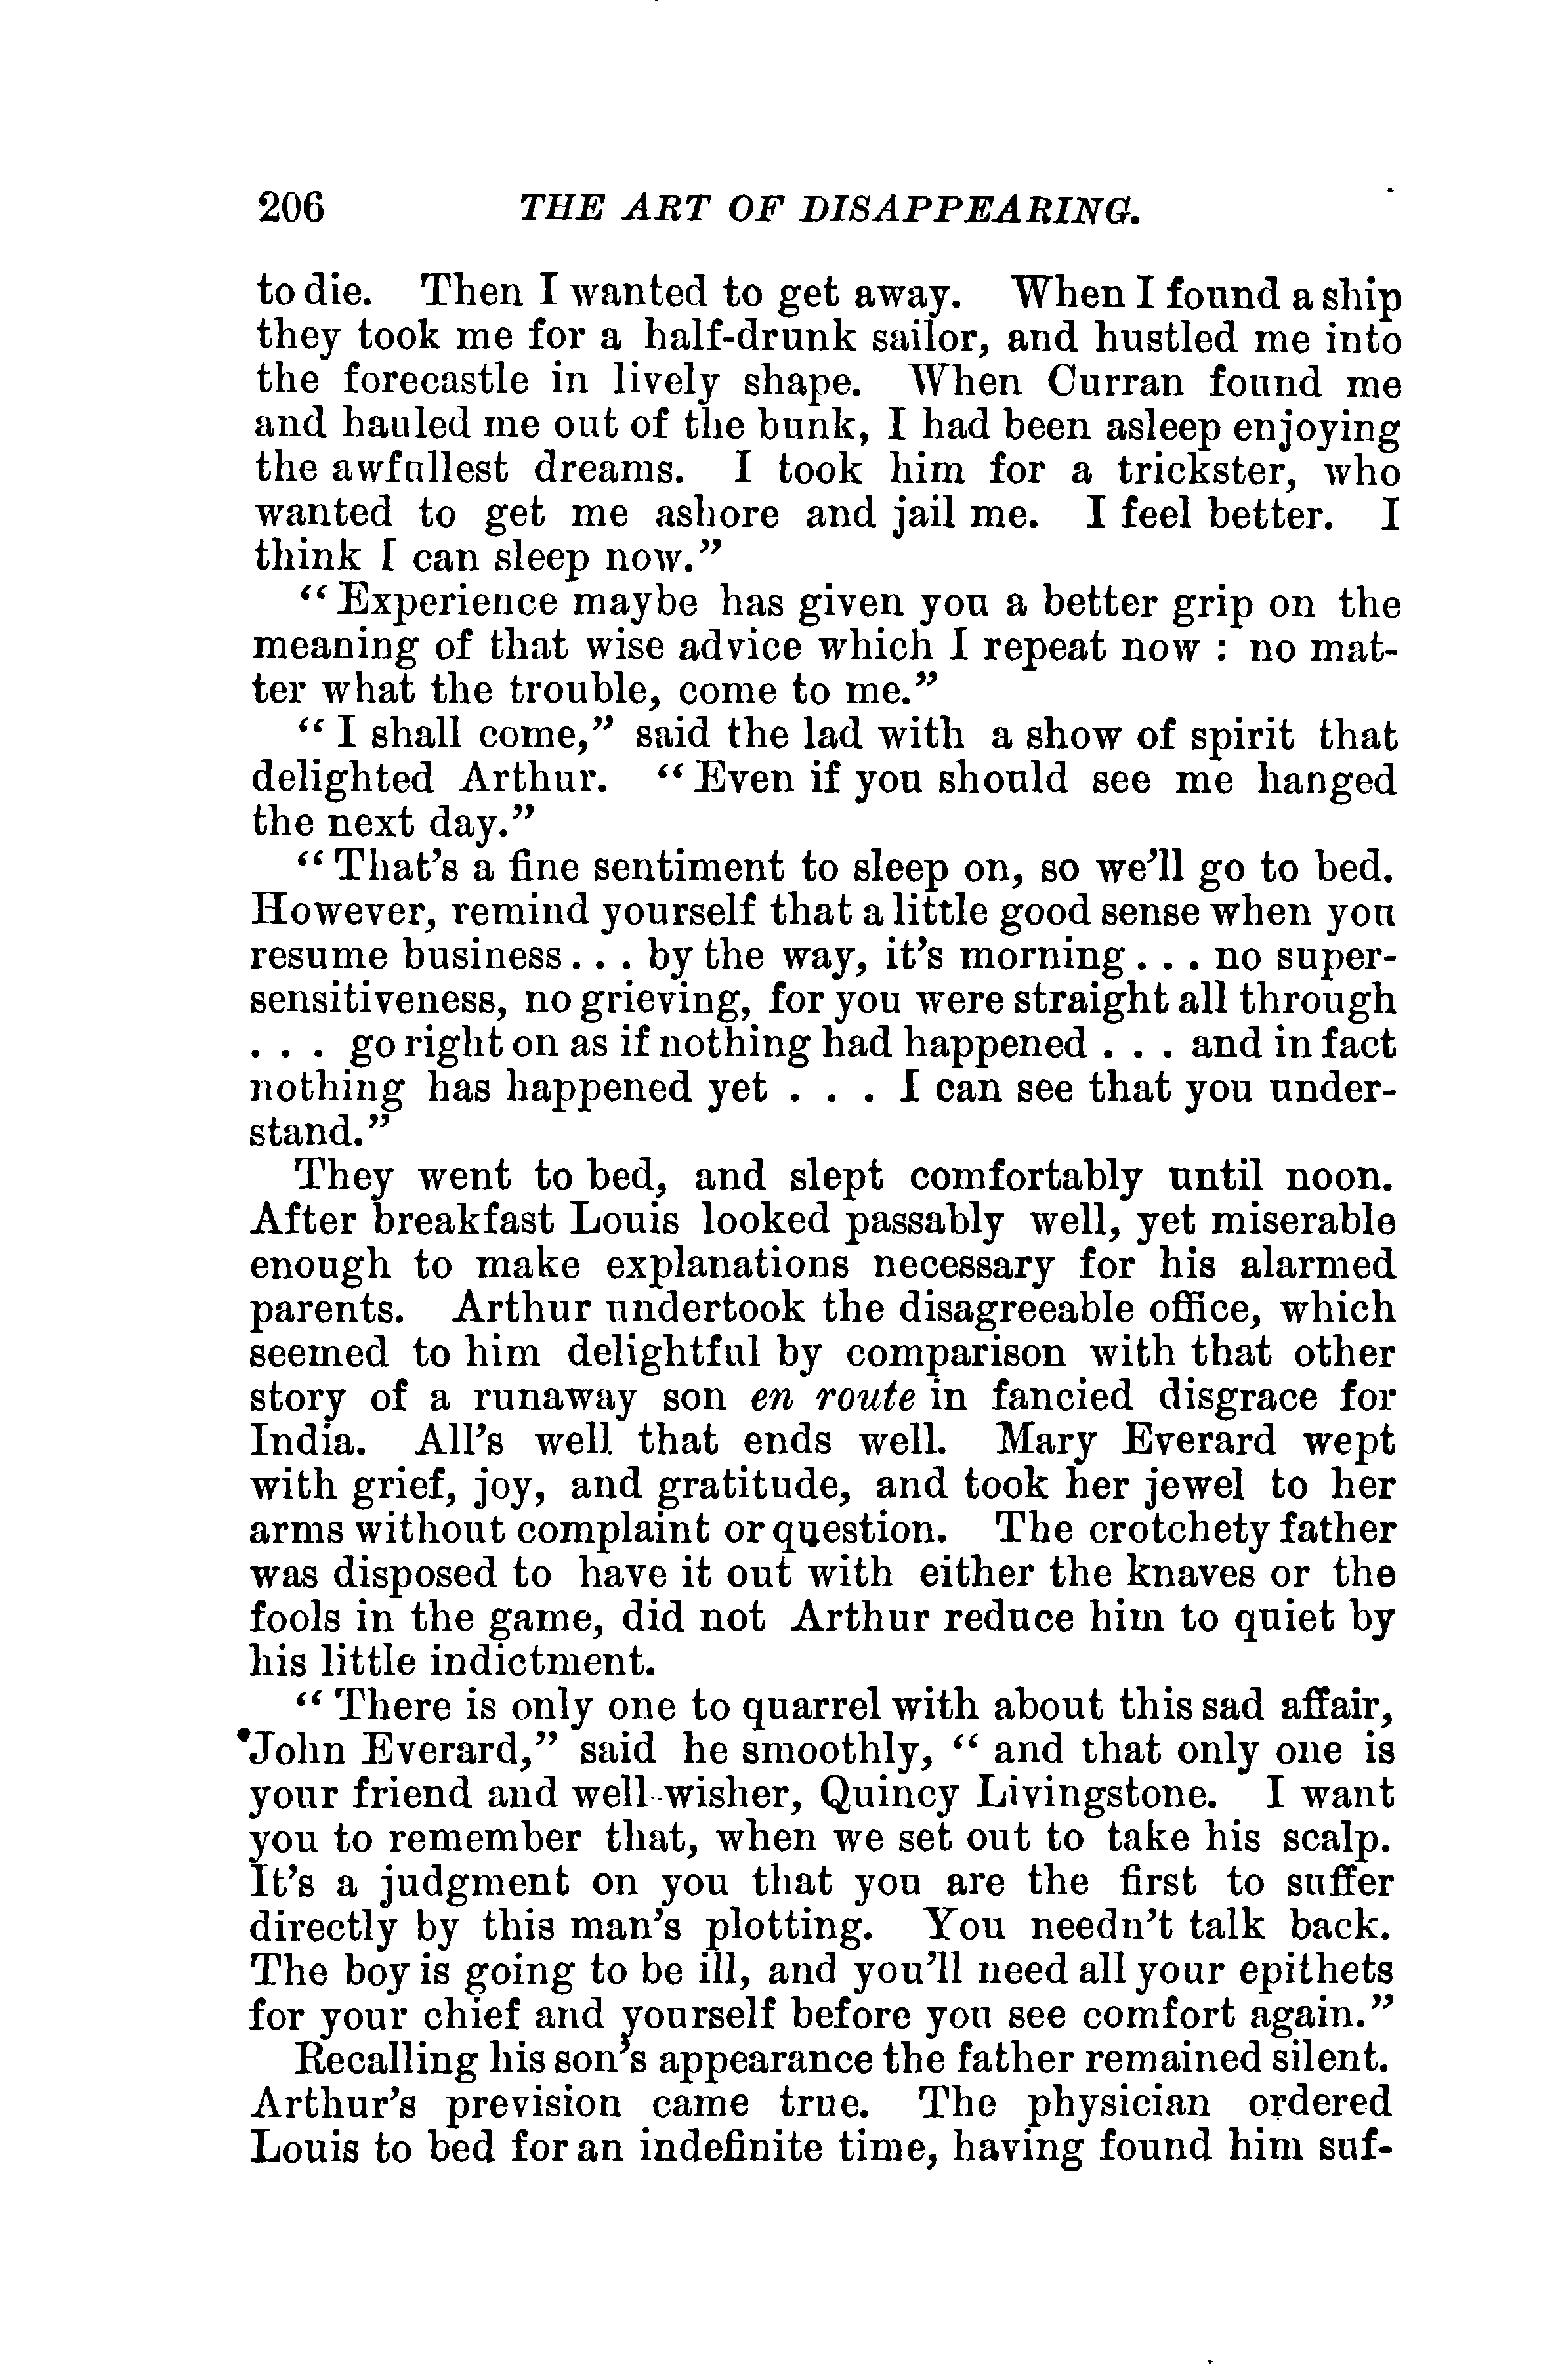 206 THE ART OF DISAPPEARING.
to die. Then I wanted to get away. When I found a ship
they took me for a half-drunk sailor, and hustled me into
the forecastle in lively shape. When Curran found me
and hauled me out of the bunk, I had been asleep enjoying
the awfullest dreams. I took him for a trickster, who
wanted to get me ashore and jail me. I feel better. I
think I can sleep now.”
“Experience maybe has given you a better grip on the
meaning of that wise advice which I repeat now : no mat-
ter what the trouble, come to me.”
“I shall come,” said the lad with a show of spirit that
delighted Arthur. “Even if you should see me hanged
the next day.”
“That’s a fine sentiment to sleep on, so we’ll go to bed.
However, remind yourself that a little good sense when you
resume business . . . by the way, it’s morning . . . no super-
sensitiveness, no grieving, for you were straight all through
. . . go right on as if nothing had happened . . . and in fact
nothing has happened yet . . . I can see that you under-
stand.”
They went to bed, and slept comfortably until noon.
After breakfast Louis looked passably well, yet miserable
enough to make explanations necessary for his alarmed
parents. Arthur undertook the disagreeable office, which
seemed to him delightful by comparison with that other
story of a runaway son en route in fancied disgrace for
India. All’s well that ends well. Mary Everard wept
with grief, joy, and gratitude, and took her jewel to her
arms without complaint or question. The crotchety father
was disposed to have it out with either the knaves or the
fools in the game, did not Arthur reduce him to quiet by
his little indictment.
“There is only one to quarrel with about this sad affair,
John Everard,” said he smoothly, “and that only one is
your friend and well-wisher, Quincy Livingstone. I want
you to remember that, when we set out to take his scalp.
It’s a judgment on you that you are the first to suffer
directly by this man’s plotting. You needn’t talk back.
The boy is going to be ill, and you’ll need all your epithets
for your chief and yourself before you see comfort again.”
Recalling his son’s appearance the father remained silent.
Arthur’s prevision came true. The physician ordered
Louis to bed for an indefinite time, having found him suf-